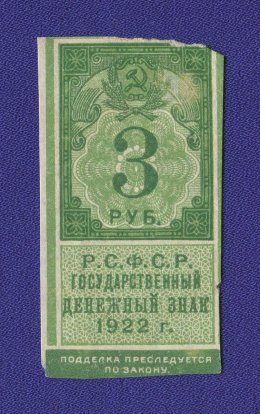 3
РУБ.
Р.С.Ф.С.Р.
ГОСУДАРСТВЕННЫЙ
ДЕНЕЖНЫЙ ЗНАК
1922 г.
ПОДДЕЛКА ПРЕСЛЕДУЕТСЯ
ПО ЗАКОНУ.